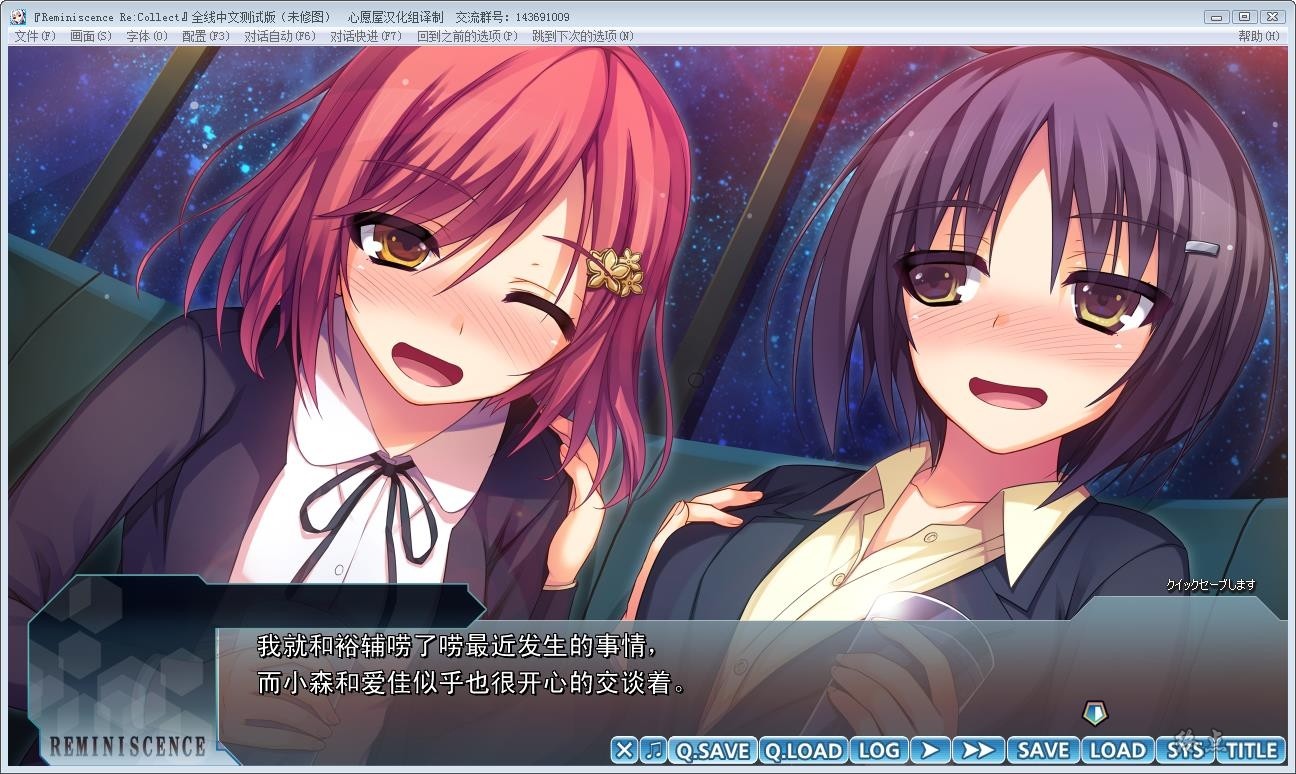 『Reminiscence Re:Collect』全线中文测试版（未修图） 心愿屋汉化组译制 交流群号：143691009
文件(F) 画面(S) 字体(O) 配置(F3) 对话自动(F6) 对话快进(F7) 回到之前的选项(P) 跳到下次的选项(N) 帮助(H)
クイックセーブします
我就和裕辅唠了唠最近发生的事情，
而小森和爱佳似乎也很开心的交谈着。
REMINISCENCE
Q.SAVE Q.LOAD LOG SAVE LOAD SYS TITLE